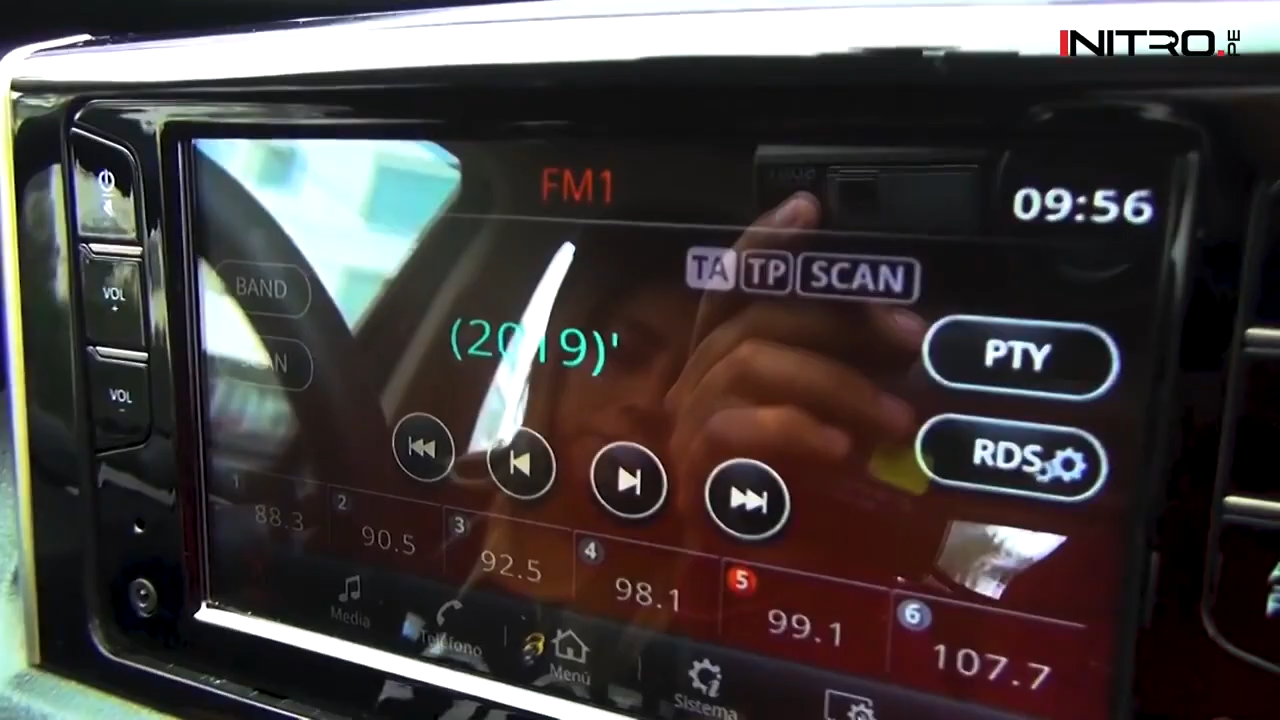 NITRO.PE
FM1
09:56
TA TP SCAN
BAND
(2019)'
PTY
VOL
+
RDS
VOL
-
1 88.3
2 90.5
3 92.5
4 98.1
5 99.1
6 107.7
Media
Teléfono
Menú
Sistema